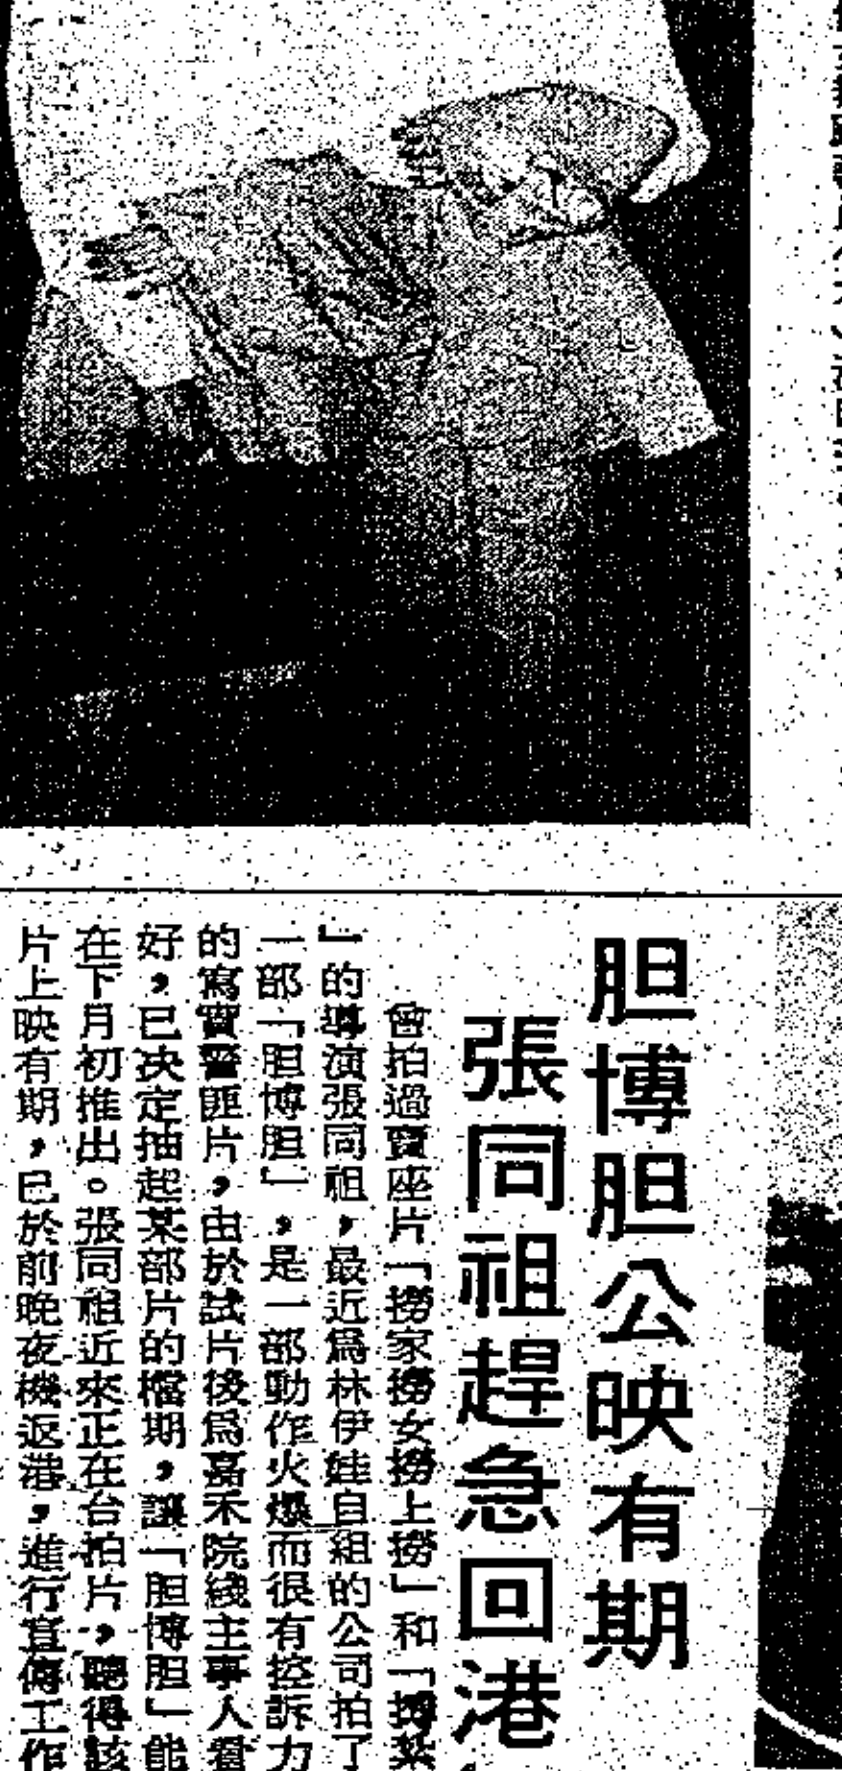 胆博胆公映有期
張同祖趕急回港
曾拍過賣座片「撈家撈女撈上撈」和「摶紮
」的導演張同祖，最近爲林伊娃自組的公司拍了
一部「胆博胆」，是一部動作火爆而很有控訴力
的寫實警匪片，由於試片後爲嘉禾院綫主事人看
好，已决定抽起某部片的檔期，讓「胆博胆」能
在下月初推出。張同祖近來正在台拍片，聽得該
片上映有期，已於前晚夜機返港，進行宣傳工作